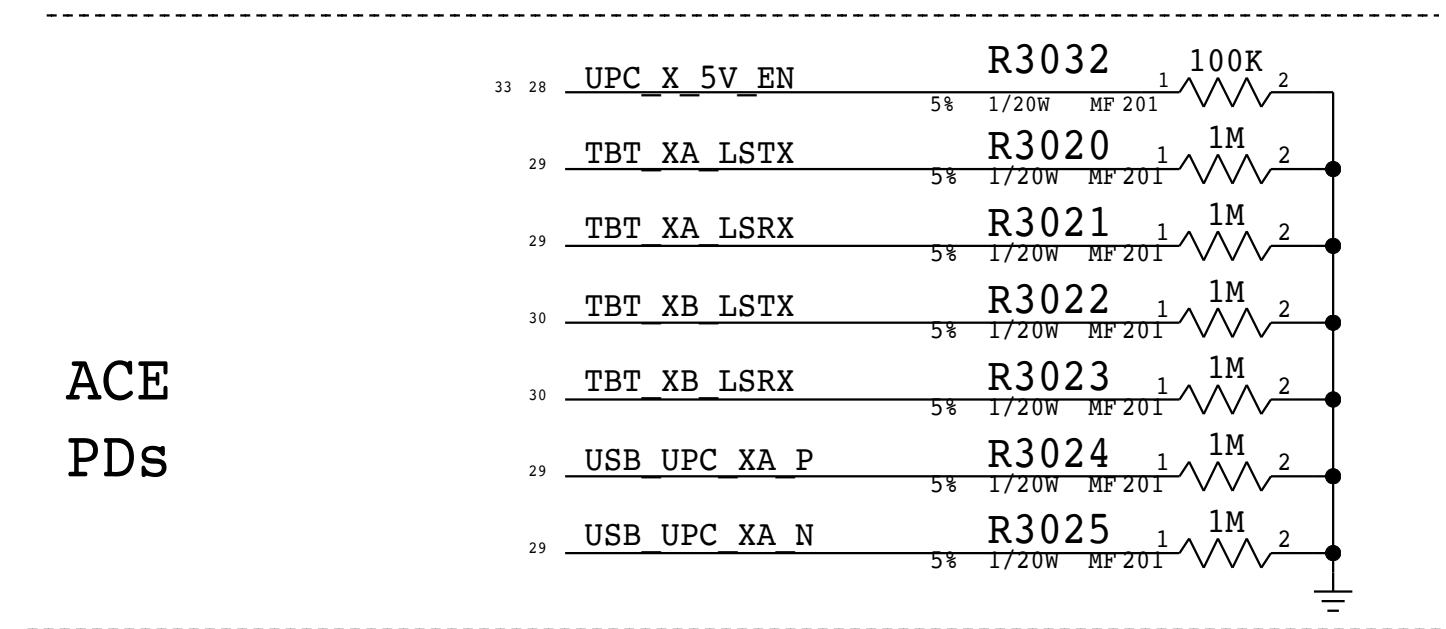 R3032 100K
33 28 UPC_X_5V_EN 1 2
5% 1/20W MF 201
R3020 1M
29 TBT_XA_LSTX 1 2
5% 1/20W MF 201
R3021 1M
29 TBT_XA_LSRX 1 2
5% 1/20W MF 201
R3022 1M
30 TBT_XB_LSTX 1 2
5% 1/20W MF 201
ACE
R3023 1M
30 TBT_XB_LSRX 1 2
5% 1/20W MF 201
PDs
R3024 1M
29 USB_UPC_XA_P 1 2
5% 1/20W MF 201
R3025 1M
29 USB_UPC_XA_N 1 2
5% 1/20W MF 201